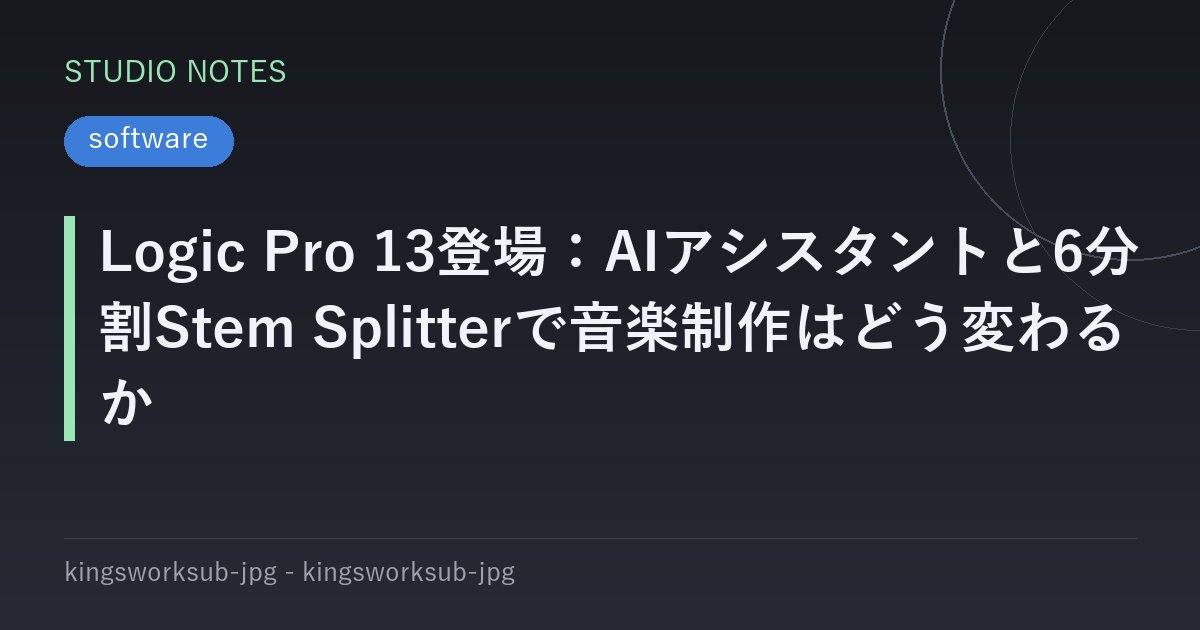 STUDIO NOTES
software
Logic Pro 13登場：AIアシスタントと6分
割Stem Splitterで音楽制作はどう変わる
か
kingsworksub-jpg - kingsworksub-jpg